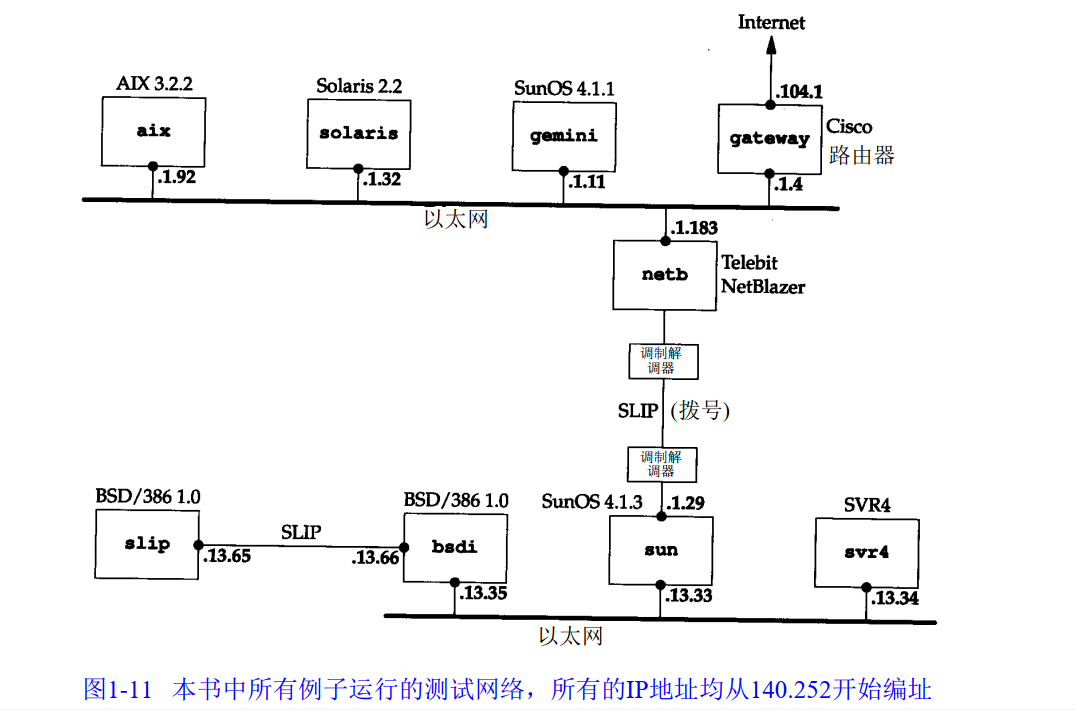 Internet
AIX 3.2.2
Solaris 2.2
SunOS 4.1.1
.104.1
aix
solaris
gemini
gateway
Cisco
路由器
.1.92
.1.32
.1.11
.1.4
以太网
.1.183
netb
Telebit
NetBlazer
调制解
调器
SLIP (拨号)
调制解
调器
BSD/386 1.0
BSD/386 1.0
SunOS 4.1.3
.1.29
SVR4
slip
SLIP
bsdi
sun
svr4
.13.65
.13.66
.13.35
.13.33
.13.34
以太网
图1-11 本书中所有例子运行的测试网络，所有的IP地址均从140.252开始编址